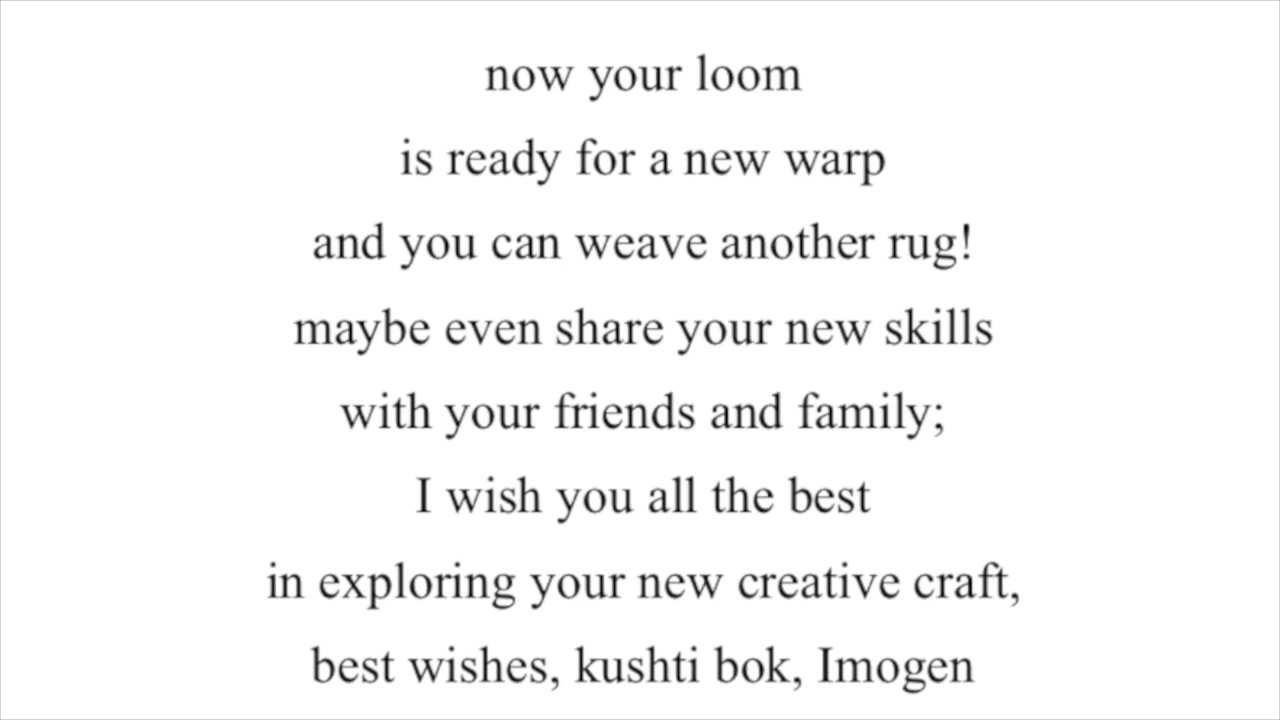 now your loom
is ready for a new warp
and you can weave another rug!
maybe even share your new skills
with your friends and family;
I wish you all the best
in exploring your new creative craft,
best wishes, kushti bok, Imogen